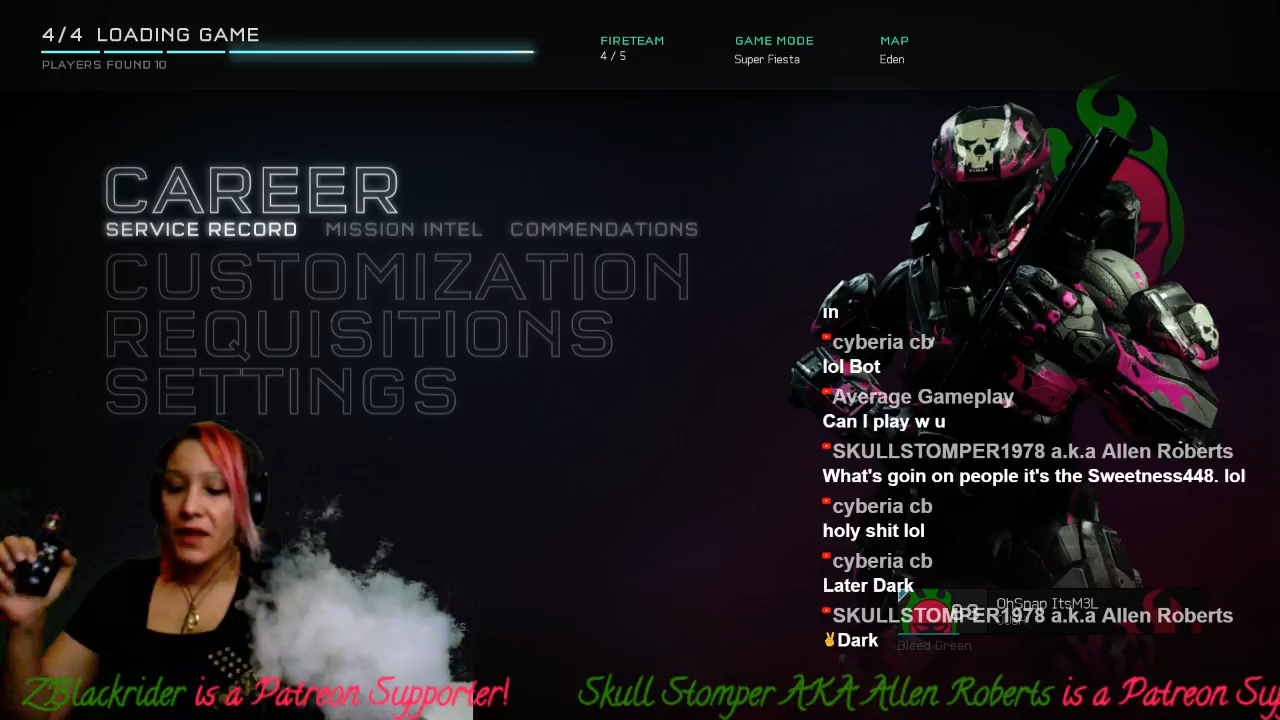 4/4 LOADING GAME
PLAYERS FOUND 10
FIRETEAM
4 / 5
GAME MODE
Super Fiesta
MAP
Eden
CAREER
SERVICE RECORD MISSION INTEL COMMENDATIONS
CUSTOMIZATION
REQUISITIONS
SETTINGS
in
cyberia cb
lol Bot
Average Gameplay
Can I play w u
SKULLSTOMPER1978 a.k.a Allen Roberts
What's goin on people it's the Sweetness448. lol
cyberia cb
holy shit lol
cyberia cb
Later Dark
OhSnap ItsM3L
SKULLSTOMPER1978 a.k.a Allen Roberts
✌Dark
Bleed Green
ZBlackrider is a Patreon Supporter!
Skull Stomper AKA Allen Roberts is a Patreon Su